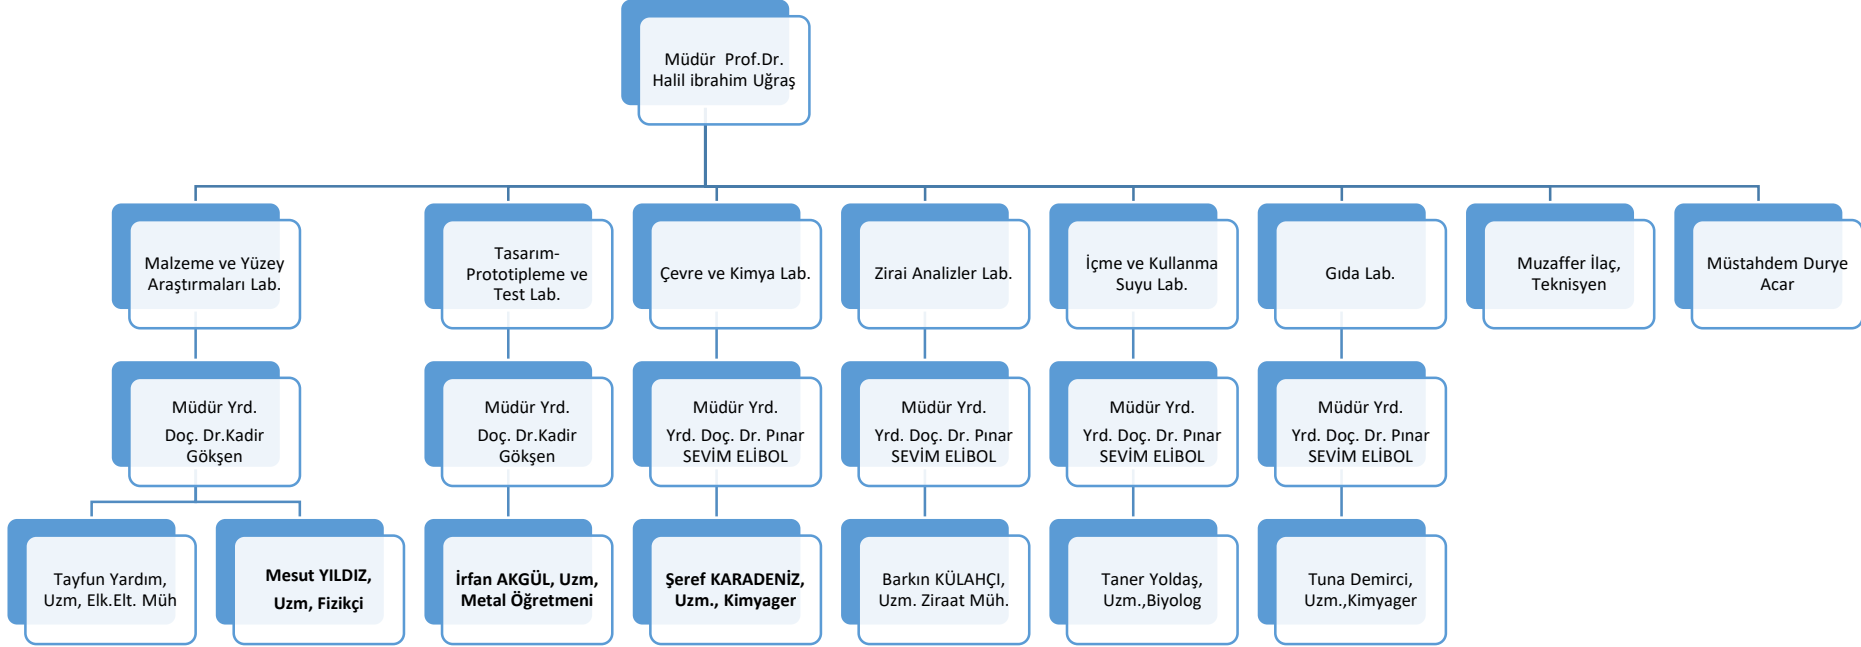 Müdür  Prof.Dr.
Halil ibrahim Uğraş
Malzeme ve Yüzey
Araştırmaları Lab.
Tasarım-
Prototipleme ve
Test Lab.
Çevre ve Kimya Lab.
Zirai Analizler Lab.
İçme ve Kullanma
Suyu Lab.
Gıda Lab.
Muzaffer İlaç,
Teknisyen
Müstahdem Durye
Acar
Müdür Yrd.
Doç. Dr.Kadir
Gökşen
Müdür Yrd.
Doç. Dr.Kadir
Gökşen
Müdür Yrd.
Yrd. Doç. Dr. Pınar
SEVİM ELİBOL
Müdür Yrd.
Yrd. Doç. Dr. Pınar
SEVİM ELİBOL
Müdür Yrd.
Yrd. Doç. Dr. Pınar
SEVİM ELİBOL
Müdür Yrd.
Yrd. Doç. Dr. Pınar
SEVİM ELİBOL
Tayfun Yardım,
Uzm, Elk.Elt. Müh
Mesut YILDIZ,
Uzm, Fizikçi
İrfan AKGÜL, Uzm,
Metal Öğretmeni
Şeref KARADENİZ,
Uzm., Kimyager
Barkın KÜLAHÇI,
Uzm. Ziraat Müh.
Taner Yoldaş,
Uzm.,Biyolog
Tuna Demirci,
Uzm.,Kimyager